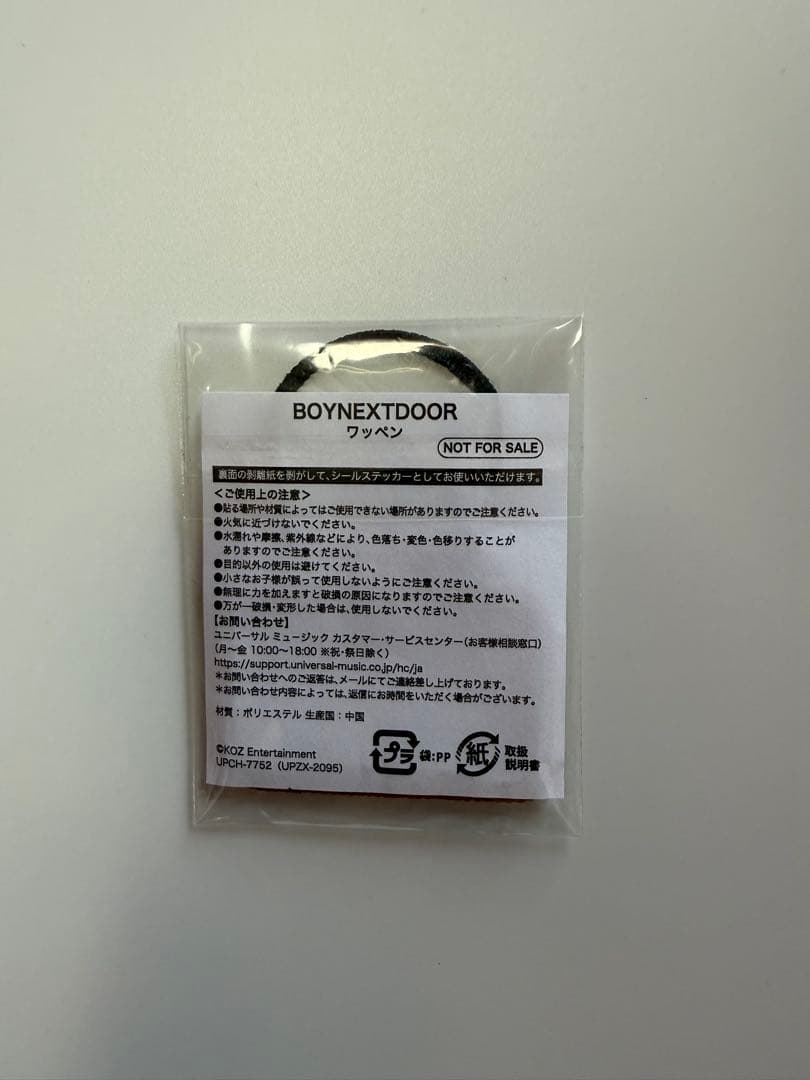 BOYNEXTDOOR
ワッペン
NOT FOR SALE
裏面の剥離紙を剥がして、シールステッカーとしてお使いいただけます。
＜ご使用上の注意＞
●貼る場所や材質によってはご使用できない場所がありますのでご注意ください。
●火気に近づけないでください。
●水濡れや摩擦、紫外線などにより、色落ち・変色・色移りすることが
ありますのでご注意ください。
●目的以外の使用は避けてください。
●小さなお子様が誤って使用しないようにご注意ください。
●無理に力を加えますと破損の原因になりますのでご注意ください。
●万が一破損・変形した場合は、使用しないでください。
【お問い合わせ】
ユニバーサル ミュージック カスタマー・サービスセンター（お客様相談窓口）
（月〜金 10:00〜18:00 ※祝・祭日除く）
https://support.universal-music.co.jp/hc/ja
＊お問い合わせへのご返答は、メールにてご連絡差し上げております。
＊お問い合わせ内容によっては、返信にお時間をいただく場合がございます。
材質：ポリエステル 生産国：中国
©KOZ Entertainment
UPCH-7752（UPZX-2095）
プラ 袋:PP
紙 取扱
説明書